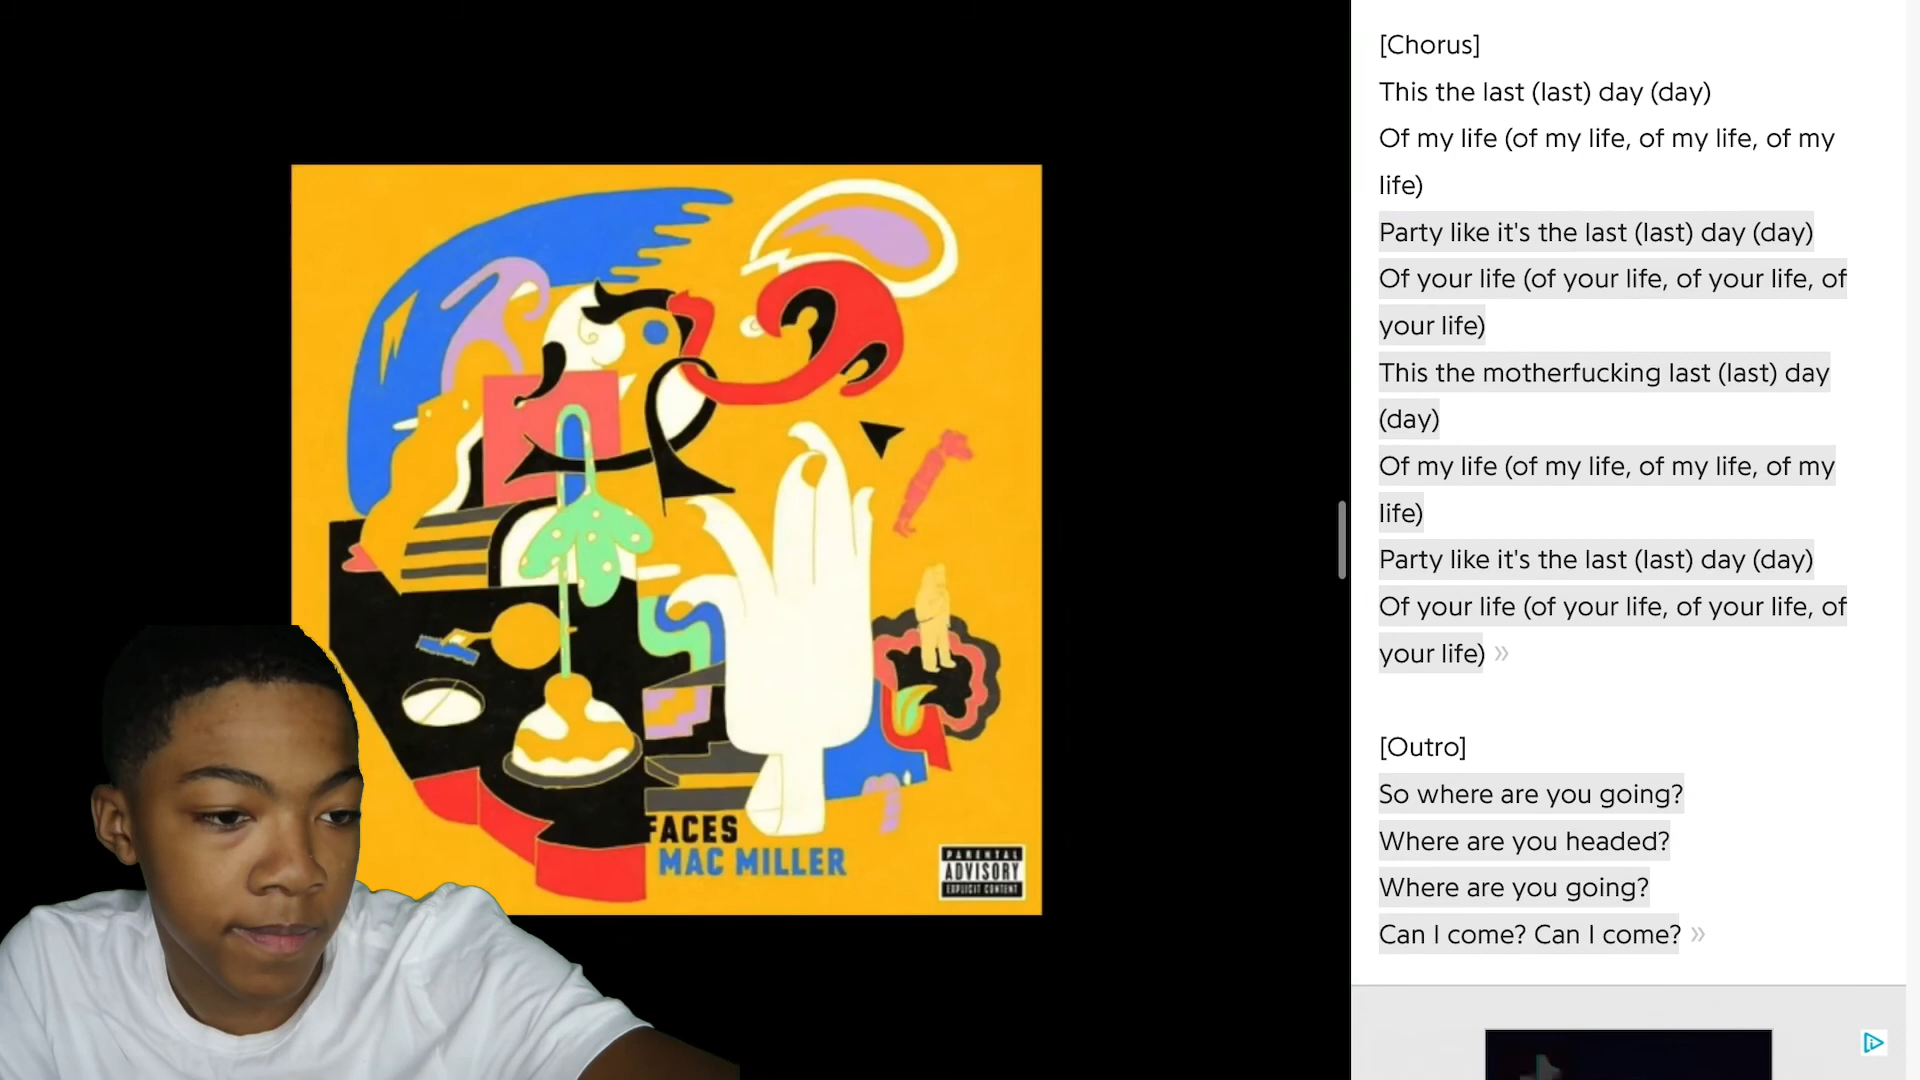 [Chorus]
This the last (last) day (day)
Of my life (of my life, of my life, of my
life)
Party like it's the last (last) day (day)
Of your life (of your life, of your life, of
your life)
This the motherfucking last (last) day
(day)
Of my life (of my life, of my life, of my
life)
Party like it's the last (last) day (day)
Of your life (of your life, of your life, of
your life) »
[Outro]
So where are you going?
Where are you headed?
Where are you going?
Can I come? Can I come? »
FACES
MAC MILLER
PARENTAL
ADVISORY
EXPLICIT CONTENT